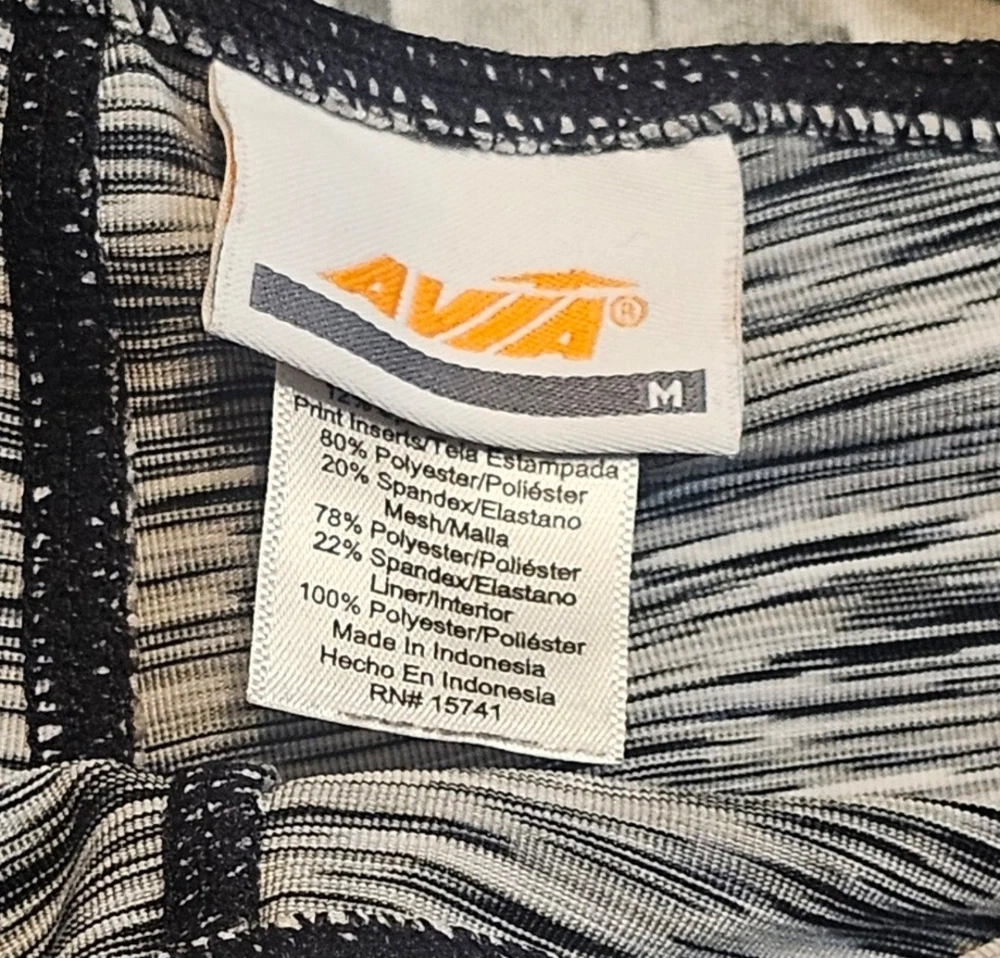 AVIA®
M
Print Inserts/Tela Estampada
80% Polyester/Poliéster
20% Spandex/Elastano
Mesh/Malla
78% Polyester/Poliéster
22% Spandex/Elastano
Liner/Interior
100% Polyester/Poliéster
Made In Indonesia
Hecho En Indonesia
RN# 15741